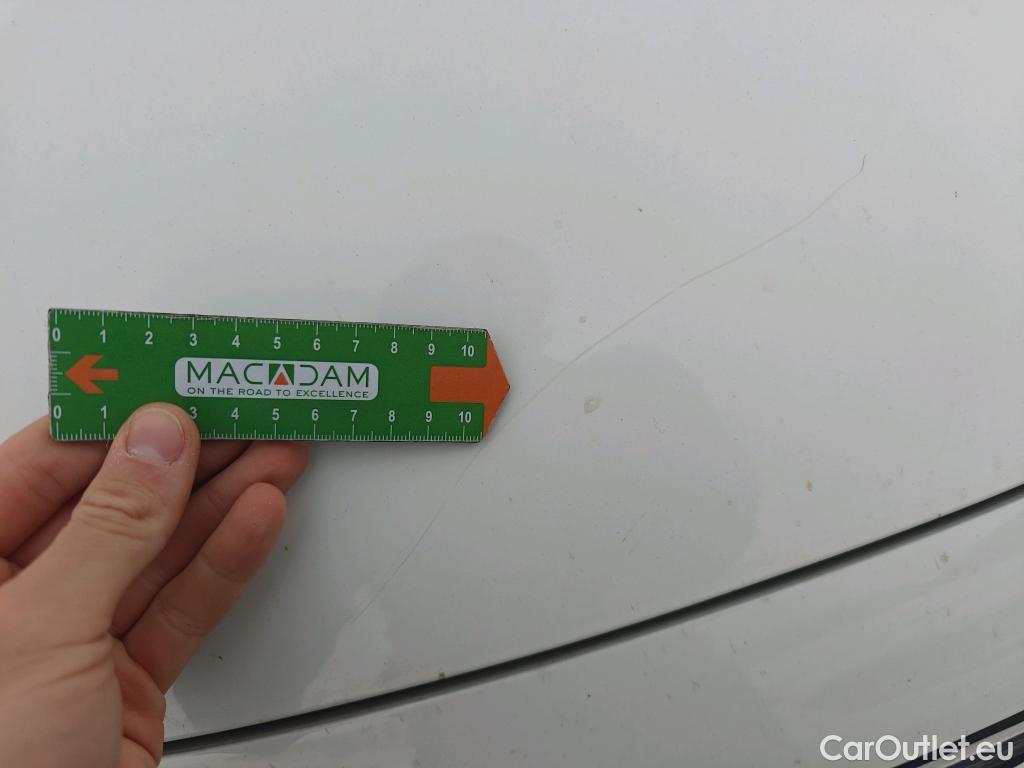 0 1 2 3 4 5 6 7 8 9 10
MACADAM
ON THE ROAD TO EXCELLENCE
0 1 3 4 5 6 7 8 9 10
CarOutlet.eu